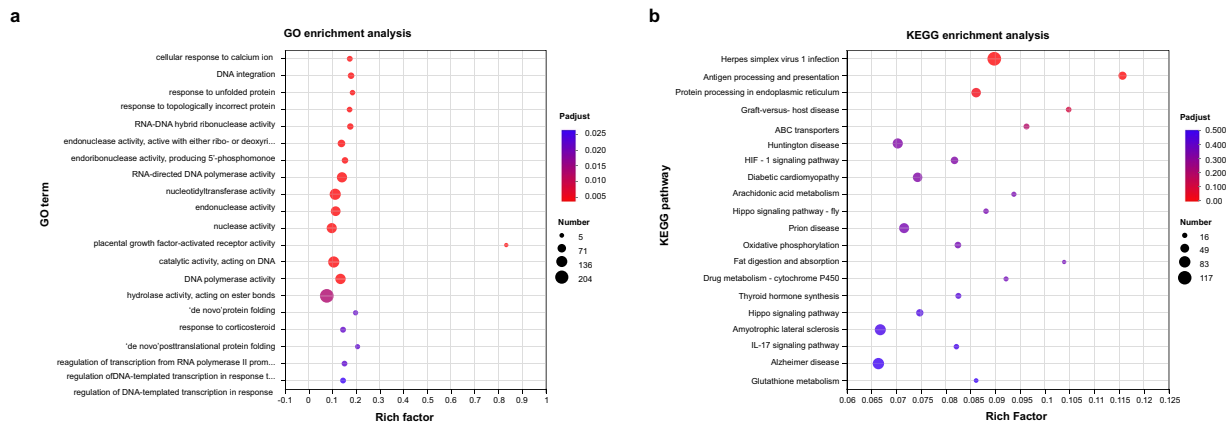 a
GO enrichment analysis
cellular response to calcium ion
DNA integration
response to unfolded protein
response to topologically incorrect protein
RNA-DNA hybrid ribonuclease activity
endonuclease activity, active with either ribo- or deoxyri...
endoribonuclease activity, producing 5'-phosphomonoe
RNA-directed DNA polymerase activity
nucleotidyltransferase activity
endonuclease activity
nuclease activity
placental growth factor-activated receptor activity
catalytic activity, acting on DNA
DNA polymerase activity
hydrolase activity, acting on ester bonds
'de novo'protein folding
response to corticosteroid
'de novo'posttranslational protein folding
reagulation of transcription from RNA polymerase II prom...
regulation ofDNA-templated transcription in response t...
regulation of DNA-templated transcription in response
GO term
-0.1 0 0.1 0.2 0.3 0.4 0.5 0.6 0.7 0.8 0.9 1
Rich factor
Padjust
0.025
0.020
0.015
0.010
0.005
Number
5
71
136
204
b
KEGG enrichment analysis
Herpes simplex virus 1 infection
Antigen processing and presentation
Protein processing in endoplasmic reticulum
Graft-versus- host disease
ABC transporters
Huntington disease
HIF - 1 signaling pathway
Diabetic cardiomyopathy
Arachidonic acid metabolism
Hippo signaling pathway - fly
Prion disease
Oxidative phosphorylation
Fat digestion and absorption
Drug metabolism - cytochrome P450
Thyroid hormone synthesis
Hippo signaling pathway
Amyotrophic lateral sclerosis
IL-17 signaling pathway
Alzheimer disease
Glutathione metabolism
KEGG pathway
0.06 0.065 0.07 0.075 0.08 0.085 0.09 0.095 0.1 0.105 0.11 0.115 0.12 0.125
Rich Factor
Padjust
0.500
0.400
0.300
0.200
0.100
0.00
Number
16
49
83
117